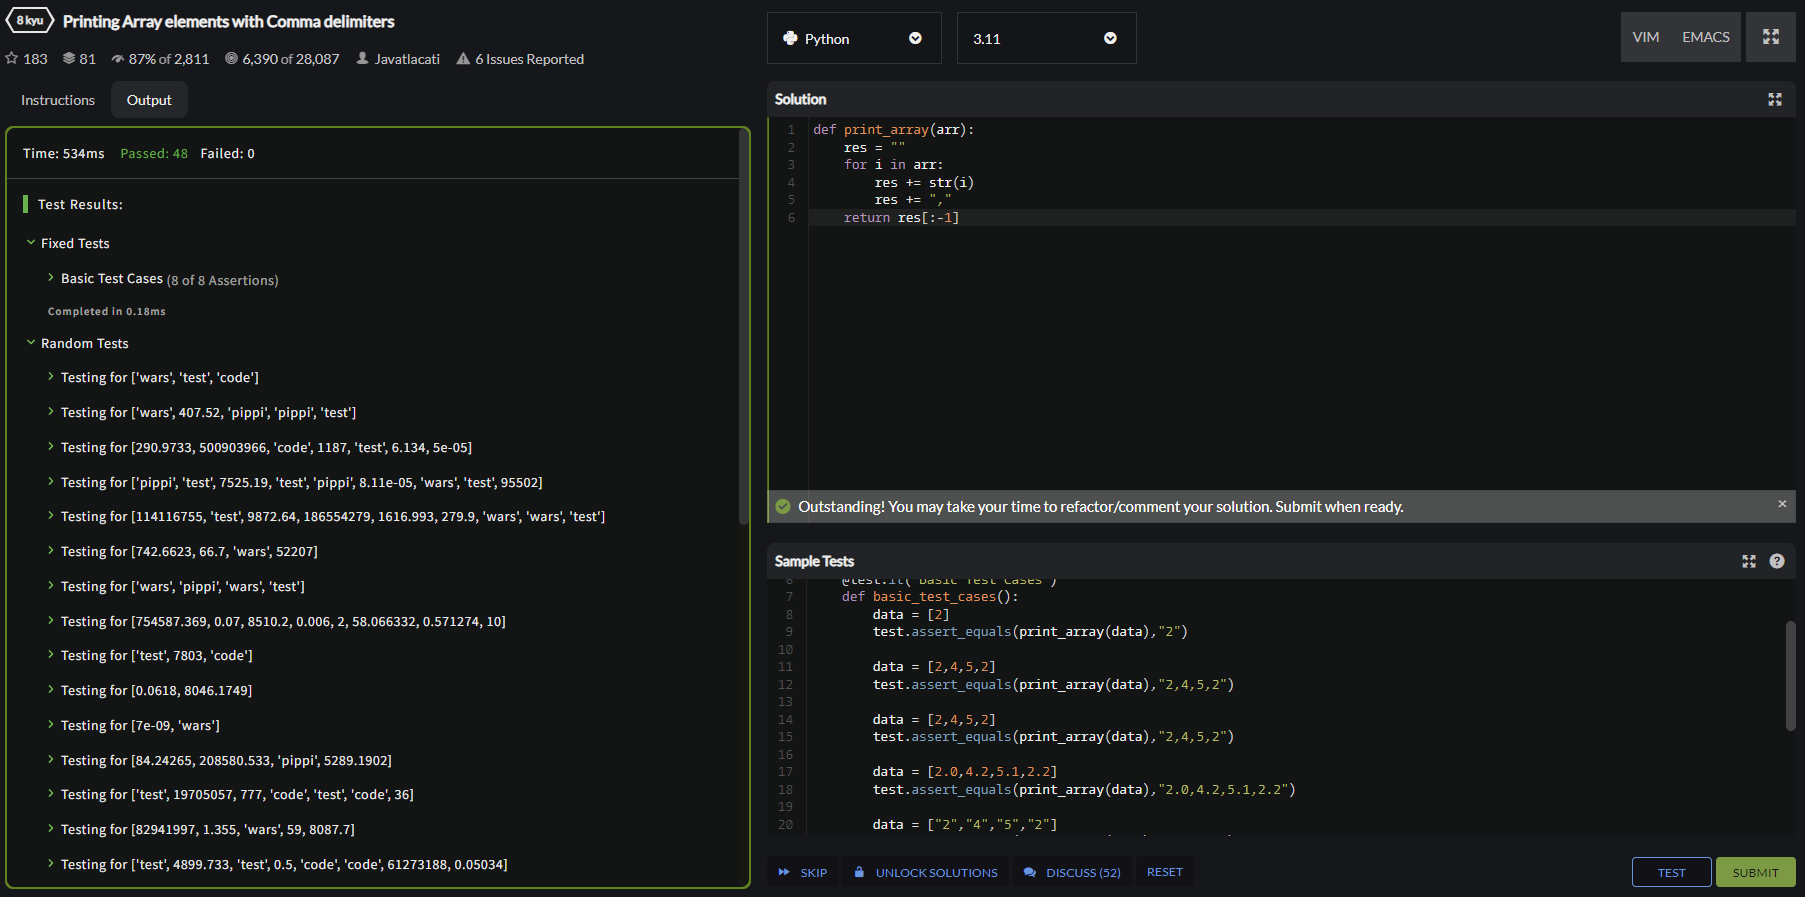 8 kyu Printing Array elements with Comma delimiters
183 81 87% of 2,811 6,390 of 28,087 Javatlacati 6 Issues Reported
Instructions Output
Time: 534ms Passed: 48 Failed: 0
Test Results:
Fixed Tests
Basic Test Cases (8 of 8 Assertions)
Completed in 0.18ms
Random Tests
Testing for ['wars', 'test', 'code']
Testing for ['wars', 407.52, 'pippi', 'pippi', 'test']
Testing for [290.9733, 500903966, 'code', 1187, 'test', 6.134, 5e-05]
Testing for ['pippi', 'test', 7525.19, 'test', 'pippi', 8.11e-05, 'wars', 'test', 95502]
Testing for [114116755, 'test', 9872.64, 186554279, 1616.993, 279.9, 'wars', 'wars', 'test']
Testing for [742.6623, 66.7, 'wars', 52207]
Testing for ['wars', 'pippi', 'wars', 'test']
Testing for [754587.369, 0.07, 8510.2, 0.006, 2, 58.066332, 0.571274, 10]
Testing for ['test', 7803, 'code']
Testing for [0.0618, 8046.1749]
Testing for [7e-09, 'wars']
Testing for [84.24265, 208580.533, 'pippi', 5289.1902]
Testing for ['test', 19705057, 777, 'code', 'test', 'code', 36]
Testing for [82941997, 1.355, 'wars', 59, 8087.7]
Testing for ['test', 4899.733, 'test', 0.5, 'code', 'code', 61273188, 0.05034]
Python 3.11 VIM EMACS
Solution
1 def print_array(arr):
2     res = ""
3     for i in arr:
4         res += str(i)
5         res += ","
6     return res[:-1]
Outstanding! You may take your time to refactor/comment your solution. Submit when ready. ×
Sample Tests ?
6     @test.it("Basic Test Cases")
7     def basic_test_cases():
8         data = [2]
9         test.assert_equals(print_array(data),"2")
10
11         data = [2,4,5,2]
12         test.assert_equals(print_array(data),"2,4,5,2")
13
14         data = [2,4,5,2]
15         test.assert_equals(print_array(data),"2,4,5,2")
16
17         data = [2.0,4.2,5.1,2.2]
18         test.assert_equals(print_array(data),"2.0,4.2,5.1,2.2")
19
20         data = ["2","4","5","2"]
SKIP UNLOCK SOLUTIONS DISCUSS (52) RESET TEST SUBMIT